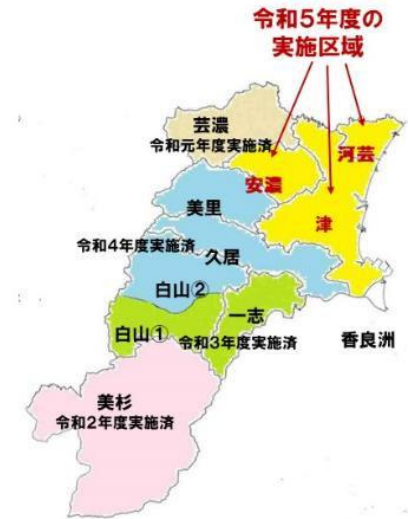 令和5年度の
実施区域
芸濃
令和元年度実施済
河芸
安濃
美里
津
令和4年度実施済
久居
白山②
一志
白山①
令和3年度実施済
香良洲
美杉
令和2年度実施済